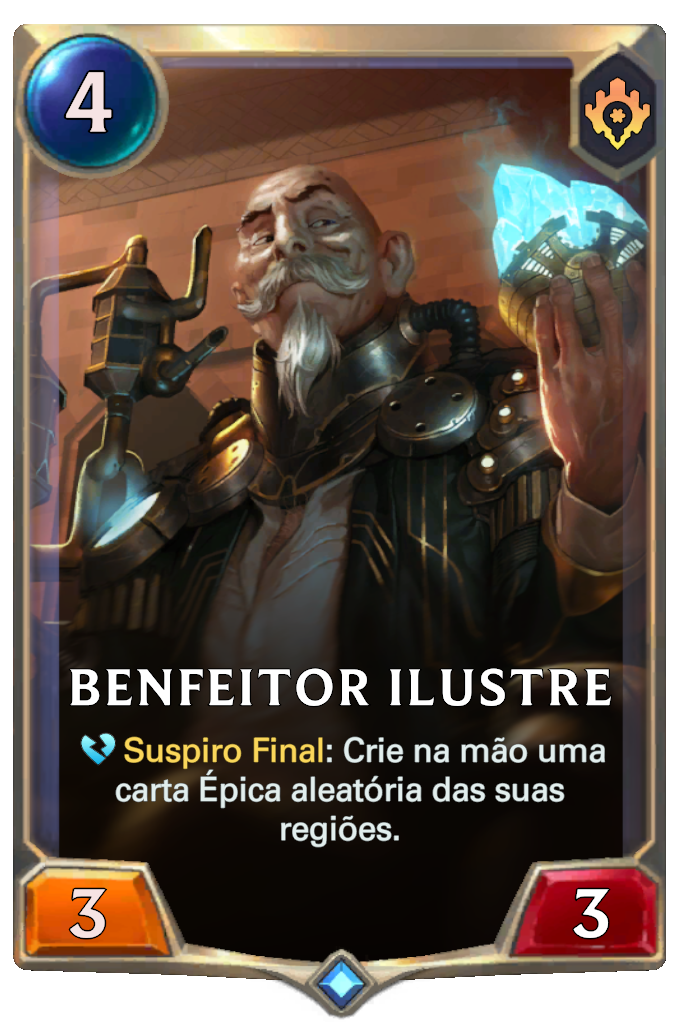 4
BENFEITOR ILUSTRE
Suspiro Final: Crie na mão uma
carta Épica aleatória das suas
regiões.
3 3